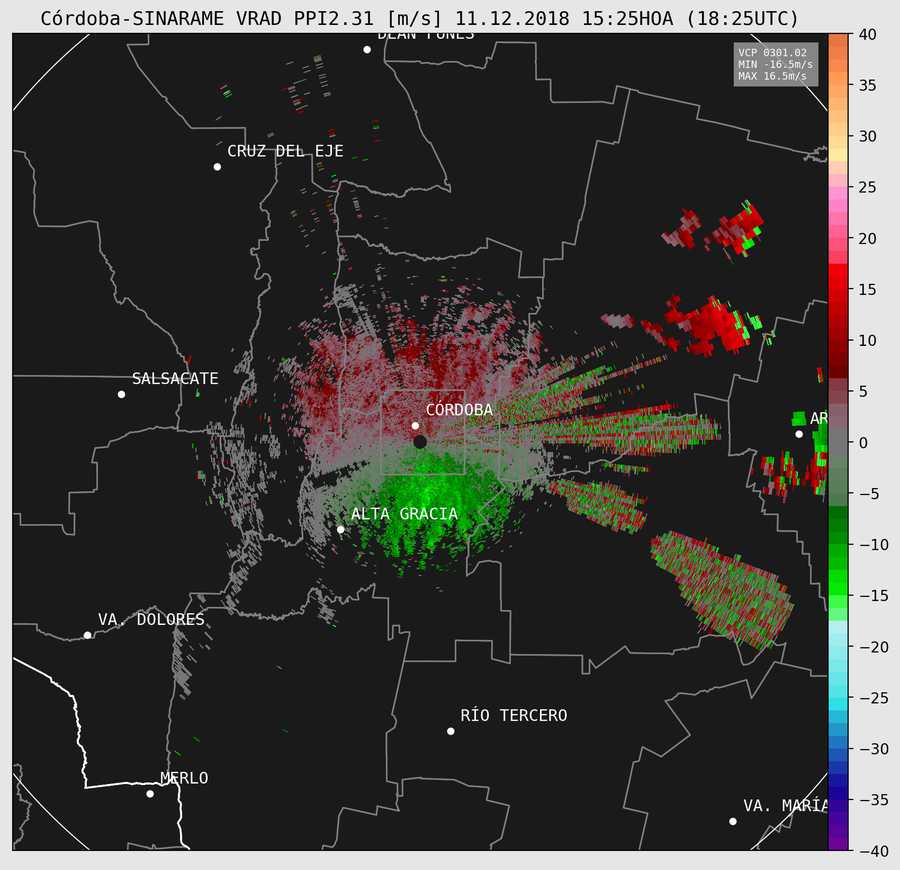 Córdoba-SINARAME VRAD PPI2.31 [m/s] 11.12.2018 15:25HOA (18:25UTC)
DEAN FUNES
VCP 0301.02
MIN -16.5m/s
MAX 16.5m/s
CRUZ DEL EJE
SALSACATE
CÓRDOBA
AR
ALTA GRACIA
VA. DOLORES
RÍO TERCERO
MERLO
VA. MARÍA
40
35
30
25
20
15
10
5
0
−5
−10
−15
−20
−25
−30
−35
−40